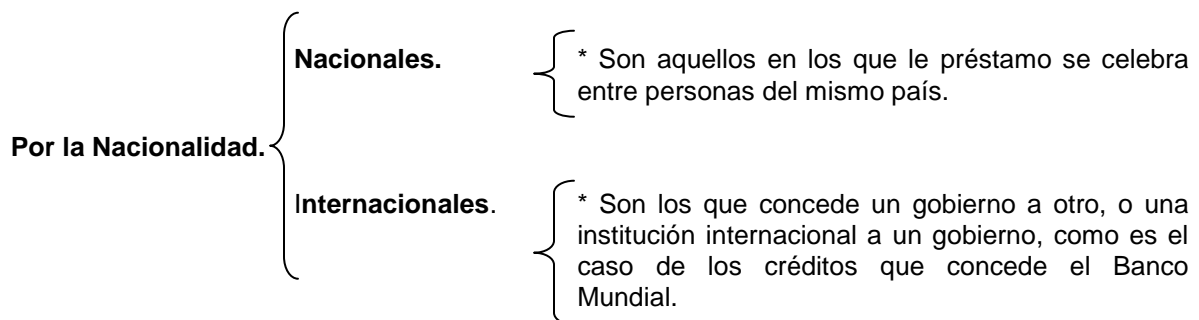 Nacionales.
* Son aquellos en los que le préstamo se celebra
entre personas del mismo país.
Por la Nacionalidad.
Internacionales.
* Son los que concede un gobierno a otro, o una
institución internacional a un gobierno, como es el
caso de los créditos que concede el Banco
Mundial.